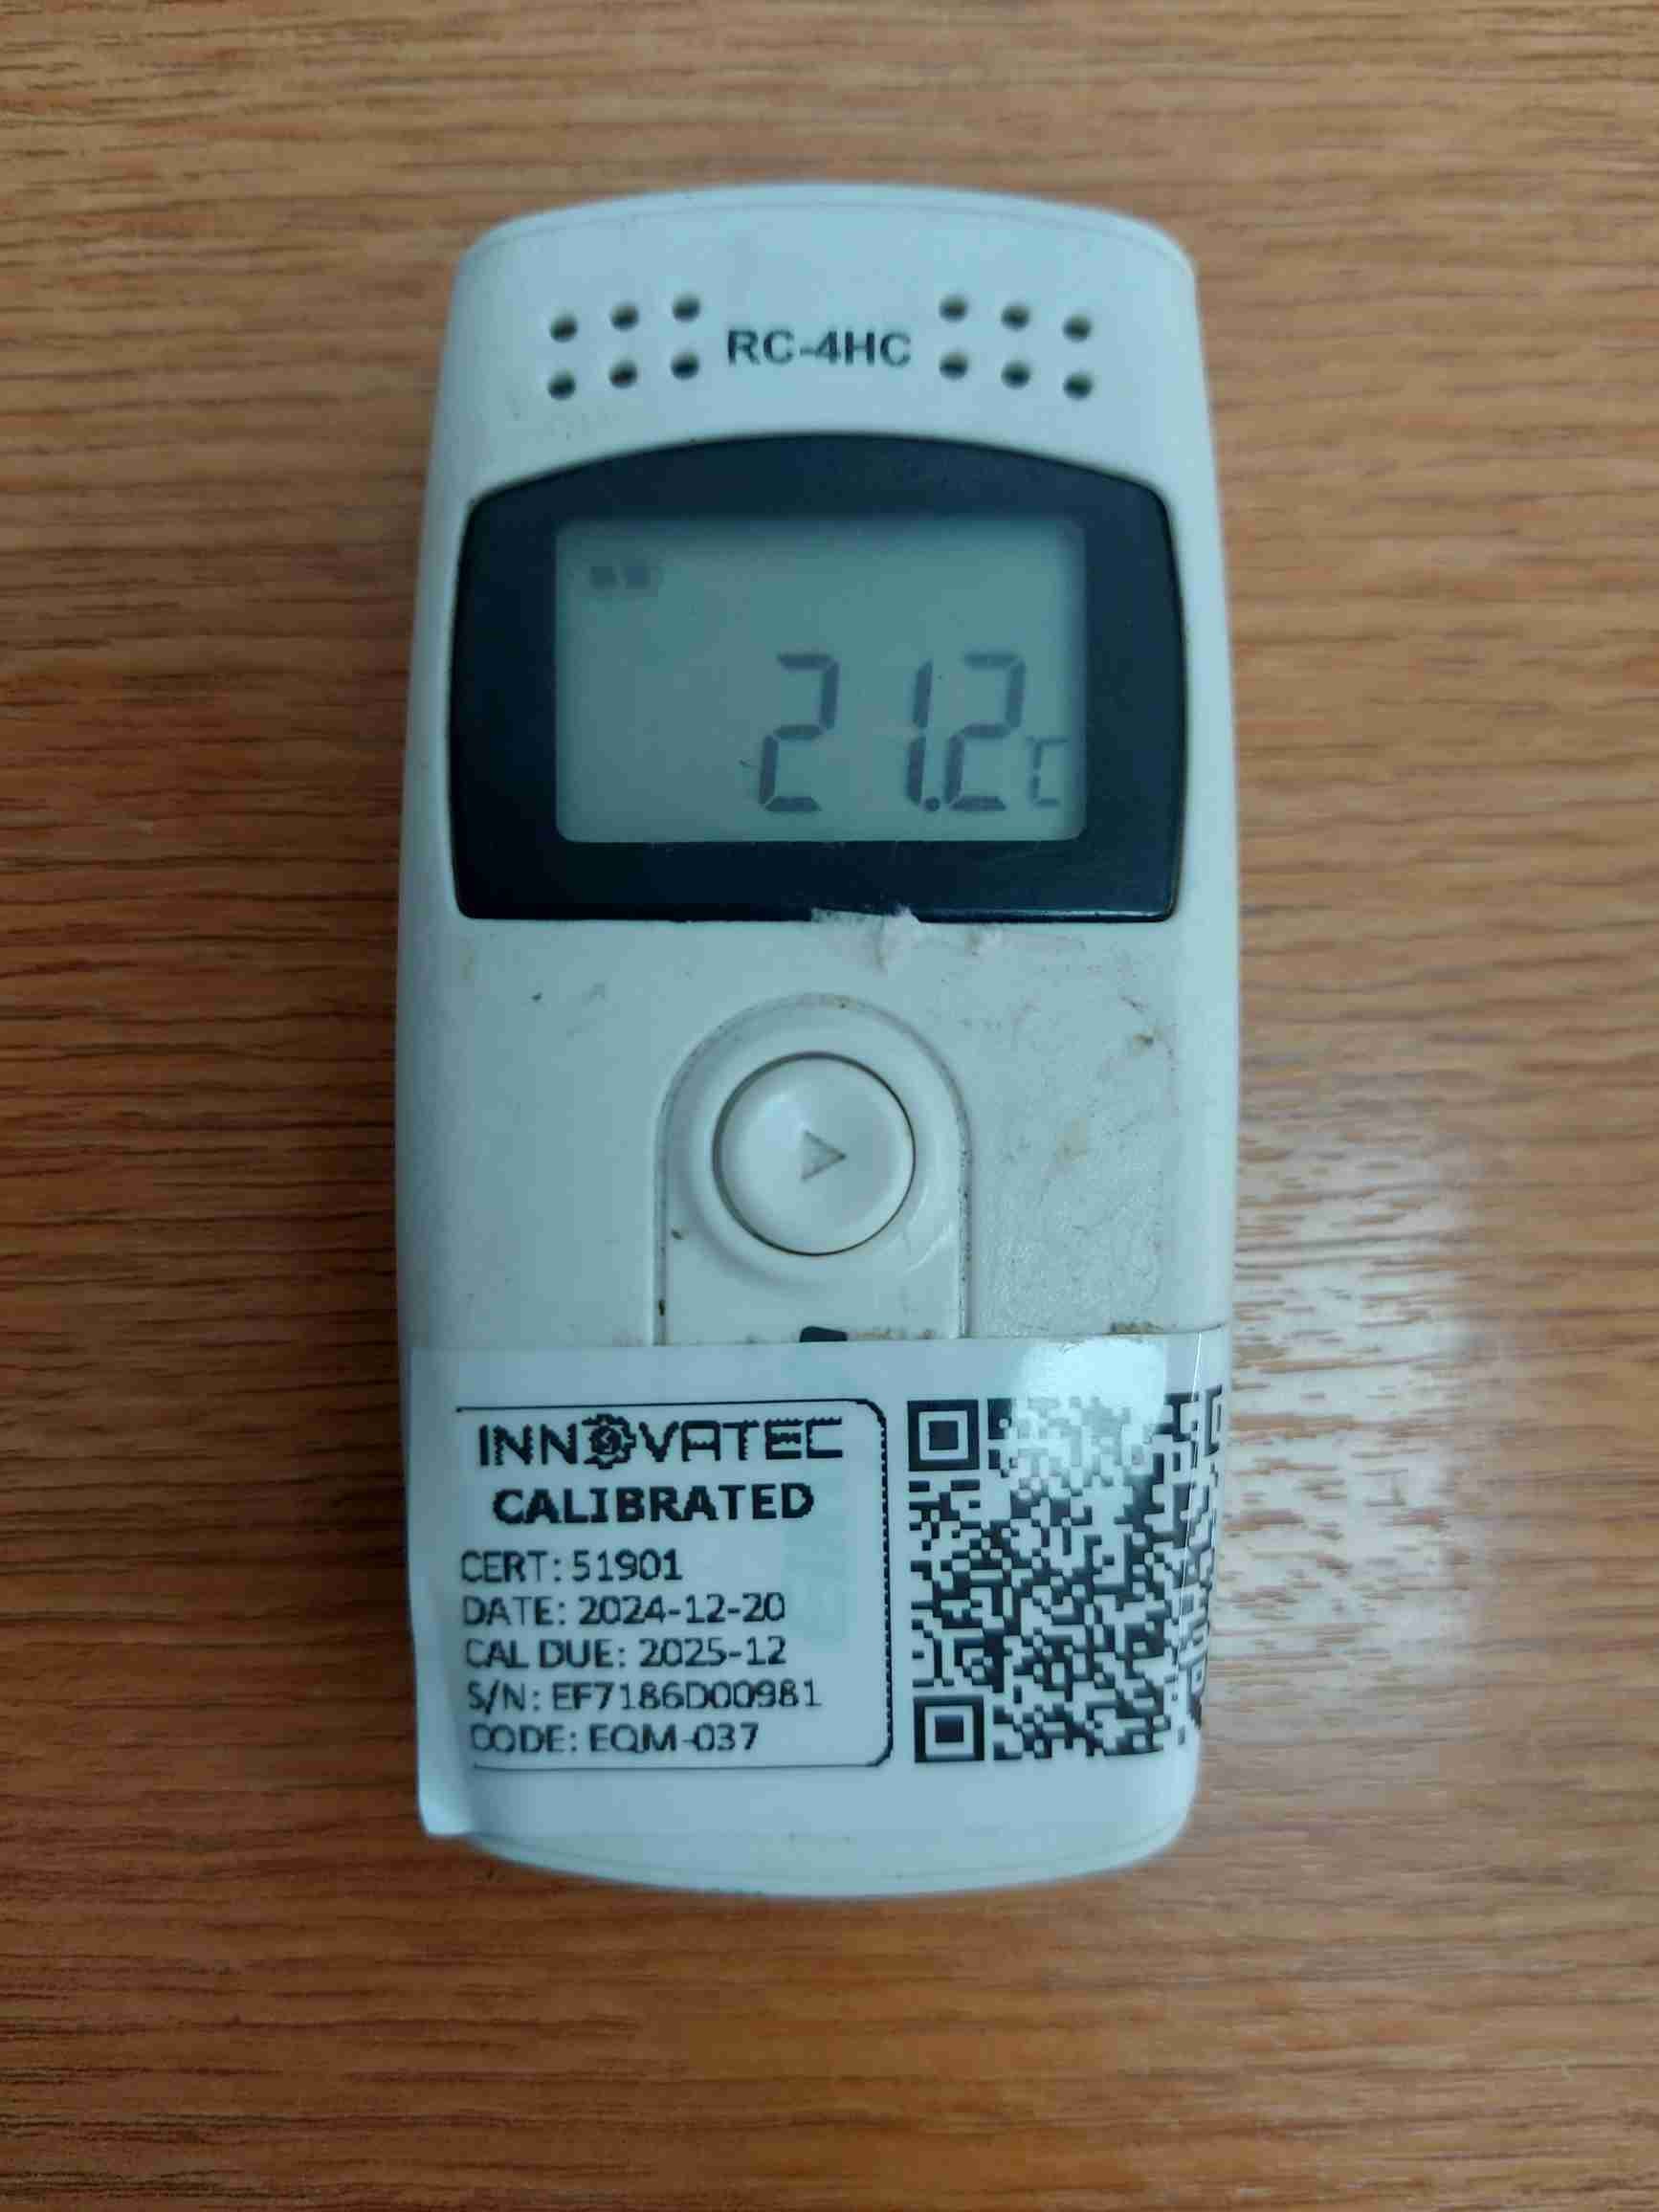 RC-4HC
21.2℃
INNOVATEC
CALIBRATED
CERT: 51901
DATE: 2024-12-20
CAL DUE: 2025-12
S/N: EF7186D00981
CODE: EQM-037